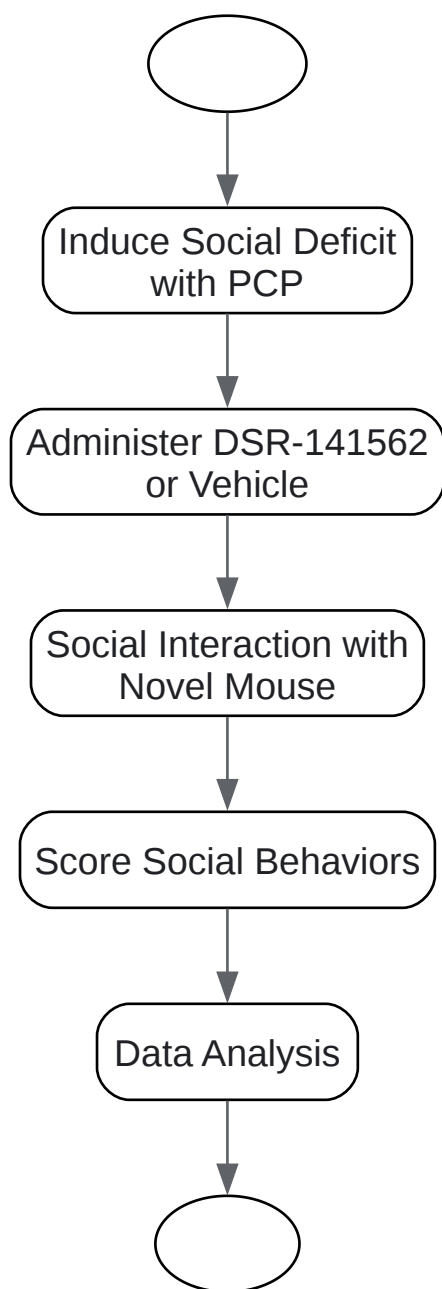 Induce Social Deficit
with PCP
Administer DSR-141562
or Vehicle
Social Interaction with
Novel Mouse
Score Social Behaviors
Data Analysis